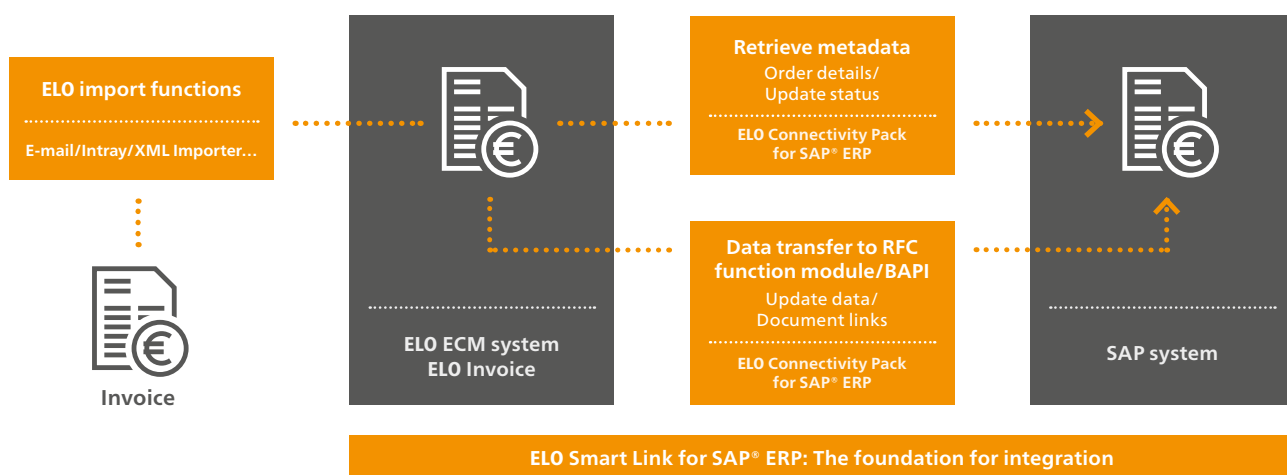 ELO import functions
E-mail/Intray/XML Importer...
Invoice
ELO ECM system
ELO Invoice
Retrieve metadata
Order details/
Update status
ELO Connectivity Pack
for SAP® ERP
Data transfer to RFC
function module/BAPI
Update data/
Document links
ELO Connectivity Pack
for SAP® ERP
SAP system
ELO Smart Link for SAP® ERP: The foundation for integration